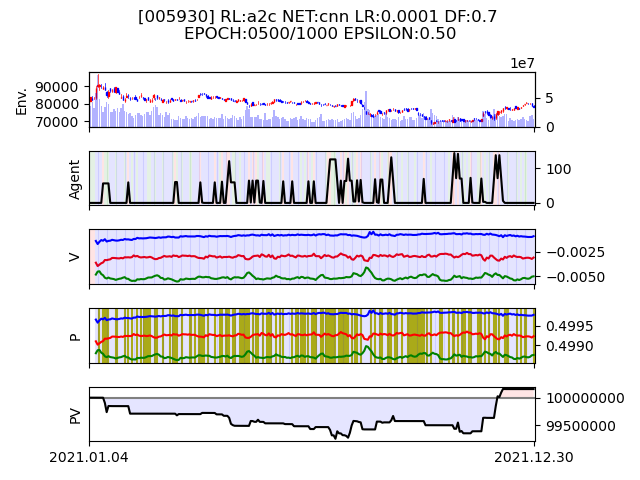 [005930] RL:a2c NET:cnn LR:0.0001 DF:0.7
EPOCH:0500/1000 EPSILON:0.50
1e7
Env.
90000
80000
70000
5
0
Agent
100
0
V
−0.0025
−0.0050
P
0.4995
0.4990
PV
100000000
99500000
2021.01.04
2021.12.30